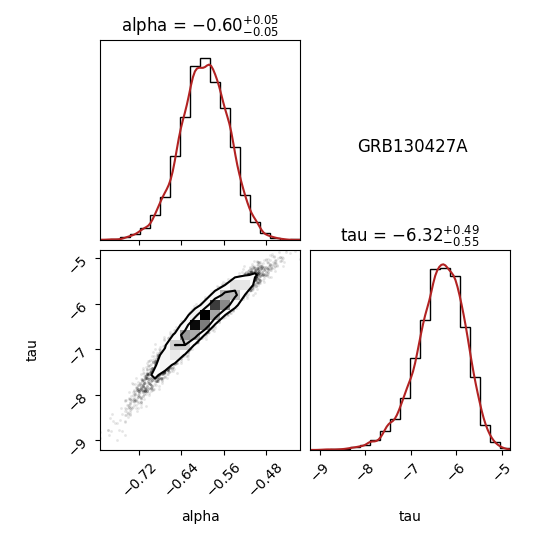 alpha = −0.60+0.05−0.05
GRB130427A
tau = −6.32+0.49−0.55
−5
−6
−7
−8
−9
tau
−0.72 −0.64 −0.56 −0.48
alpha
−9 −8 −7 −6 −5
tau